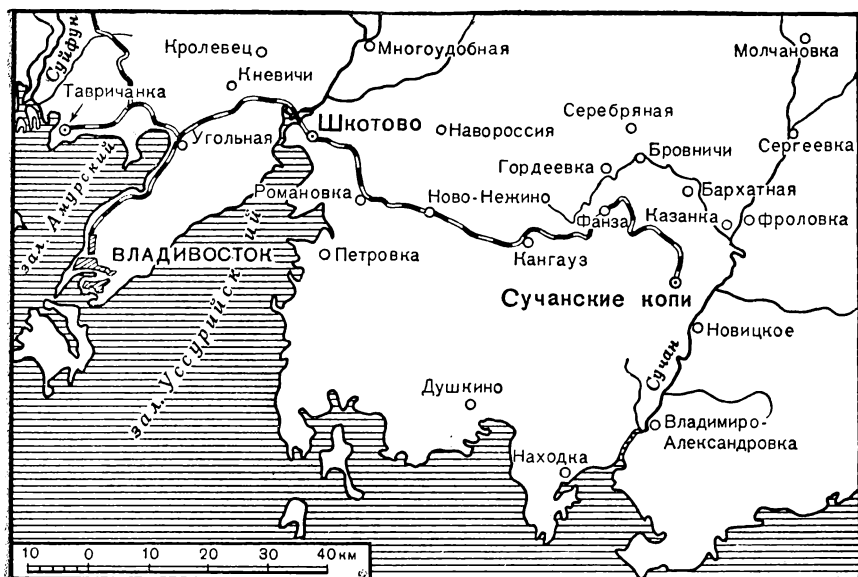 Суйфун
Кролевец
Многоудобная
Молчановка
Тавричанка
Кневичи
Угольная
Шкотово
Навороссия
Серебряная
Бровничи
Сергеевка
Гордеевка
Бархатная
Романовка
Ново-Нежино
Фанза
Казанка
Фроловка
зал. Амурский
ВЛАДИВОСТОК
Петровка
Кангауз
Сучанские копи
зал. Уссурийский
Новицкое
Сучан
Душкино
Владимиро-
Александровка
Находка
10 0 10 20 30 40 км